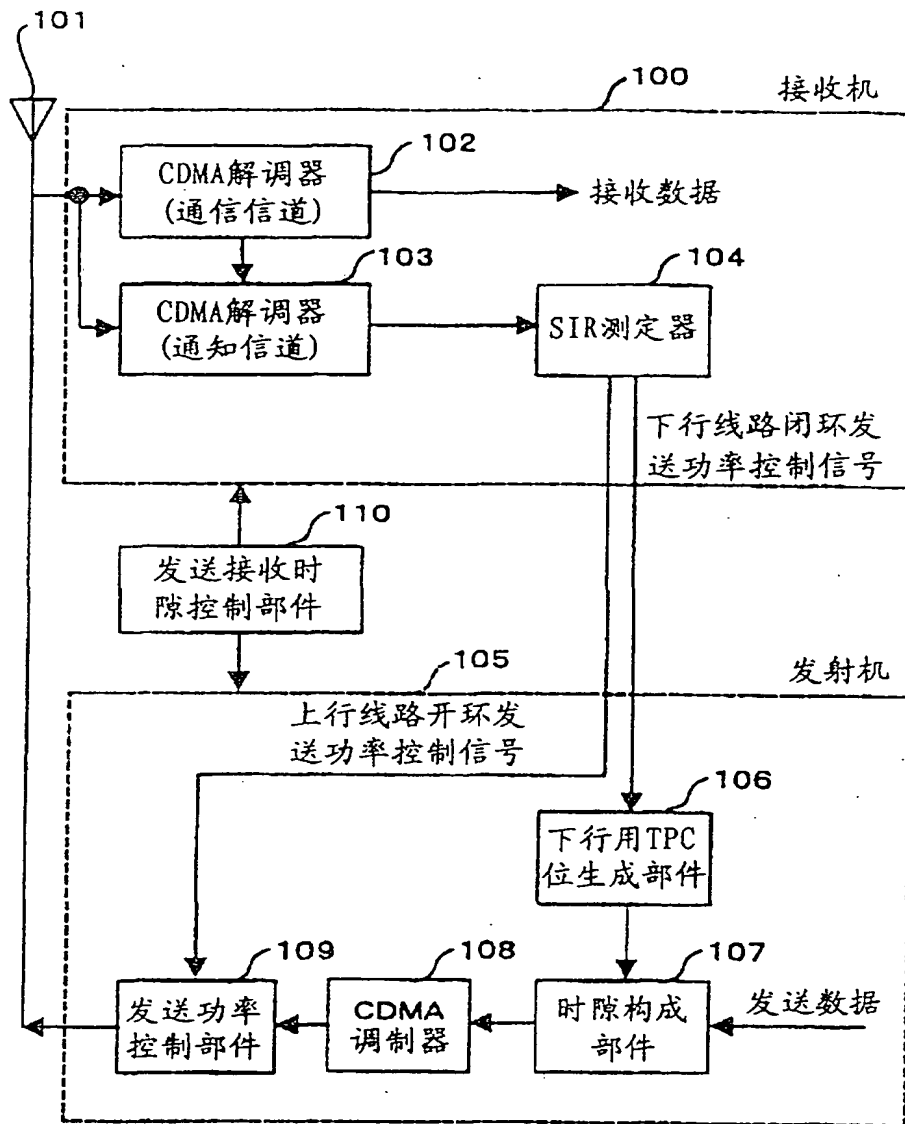 101
100
接收机
102
CDMA解调器
(通信信道)
接收数据
103
CDMA解调器
(通知信道)
104
SIR测定器
下行线路闭环发
送功率控制信号
110
发送接收时
隙控制部件
105
发射机
上行线路开环发
送功率控制信号
106
下行用TPC
位生成部件
109
发送功率
控制部件
108
CDMA
调制器
107
时隙构成
部件
发送数据